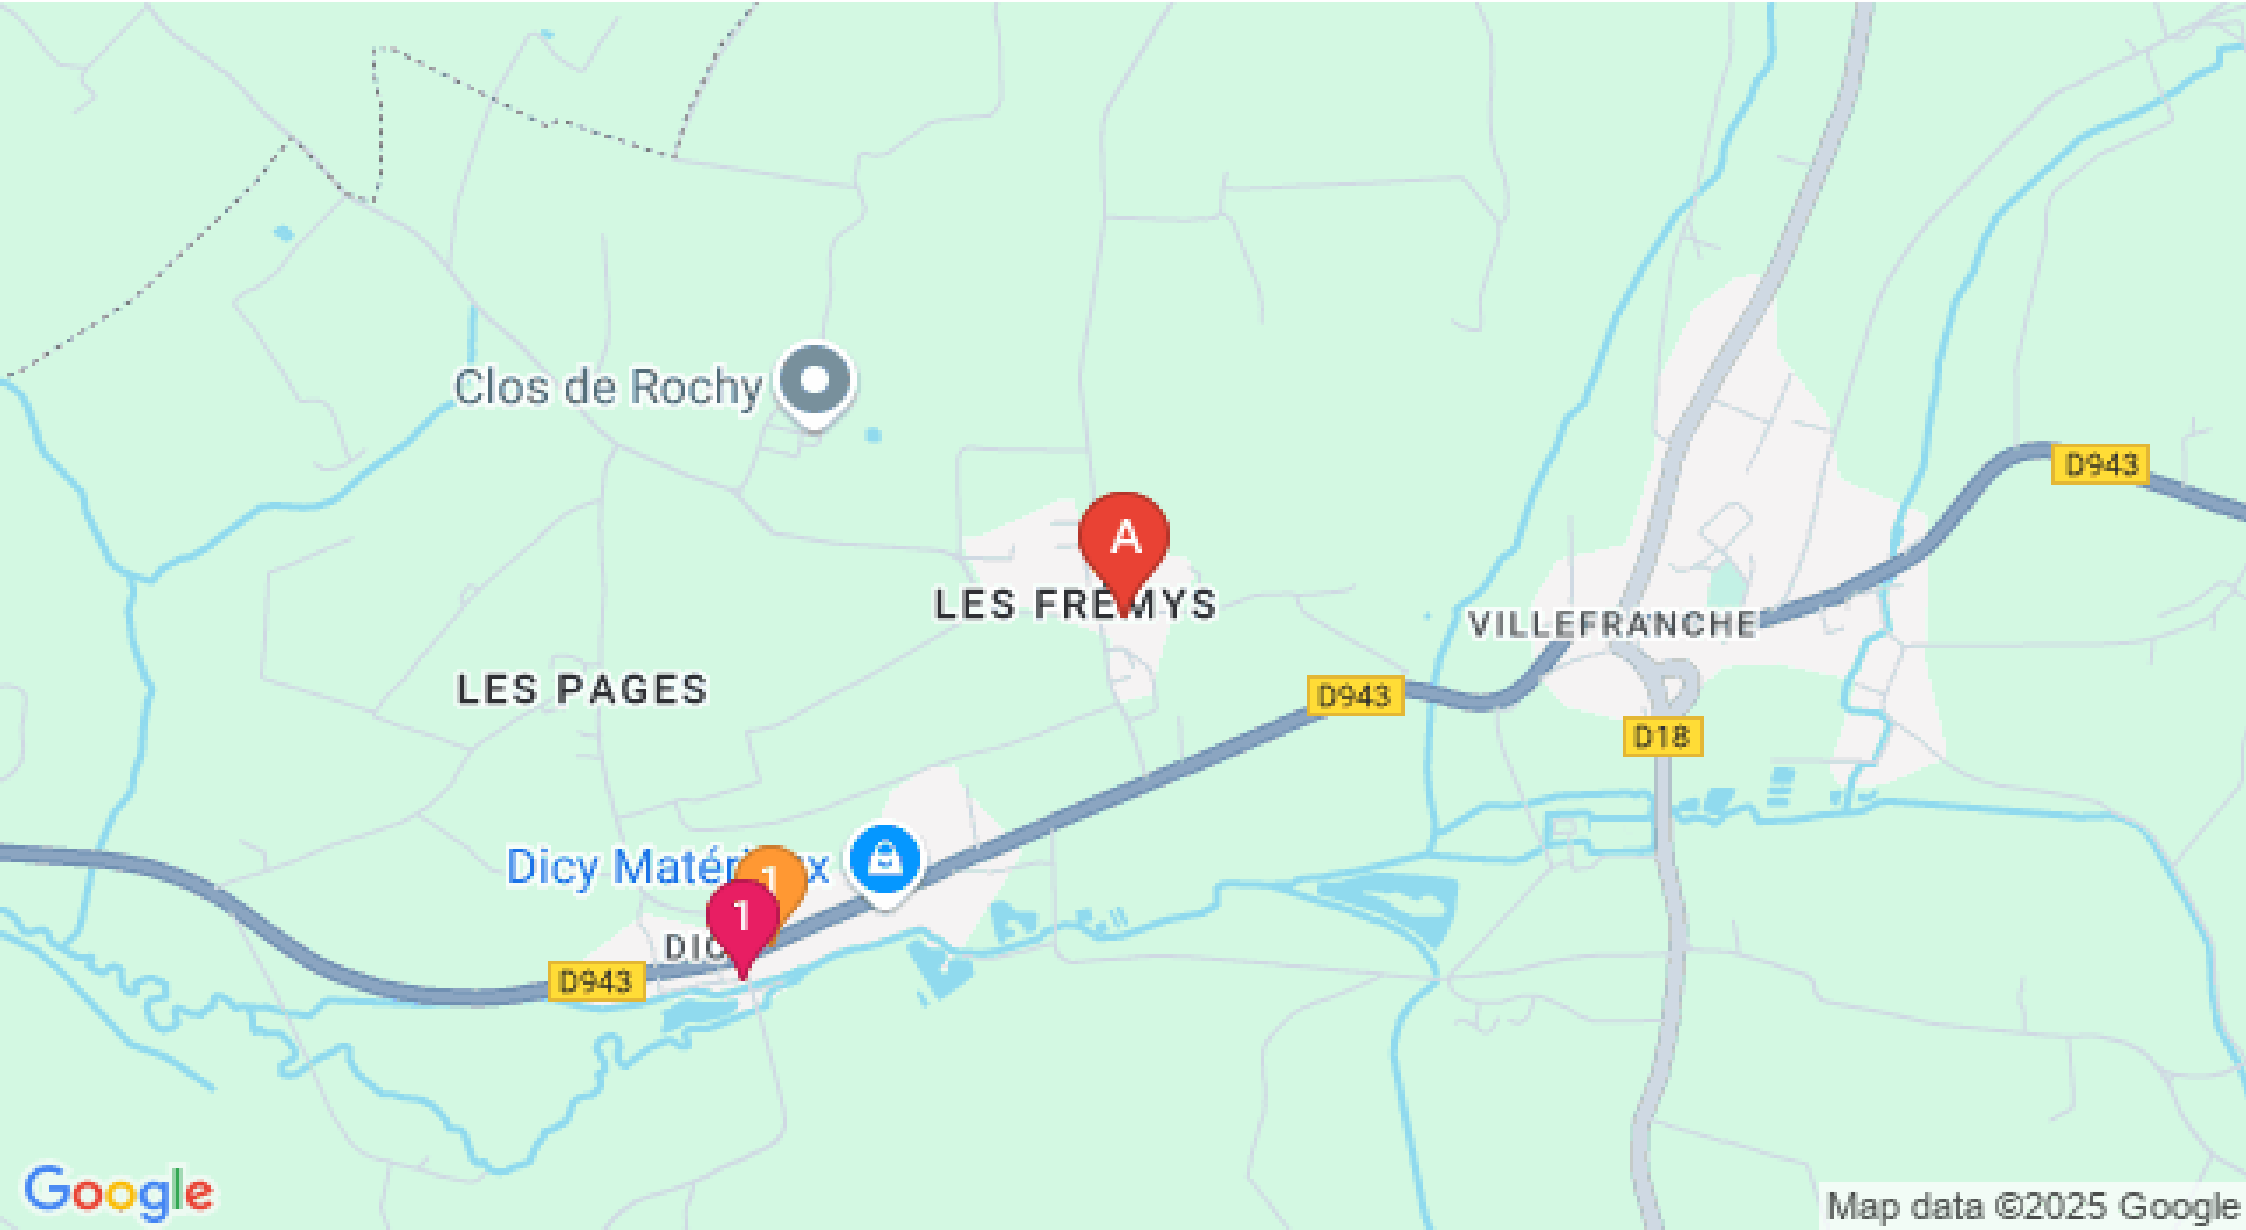 Clos de Rochy
D943
A
LES FREMYS
VILLEFRANCHE
LES PAGES
D943
D18
Dicy Matériaux
1
1
D943
Google
Map data ©2025 Google